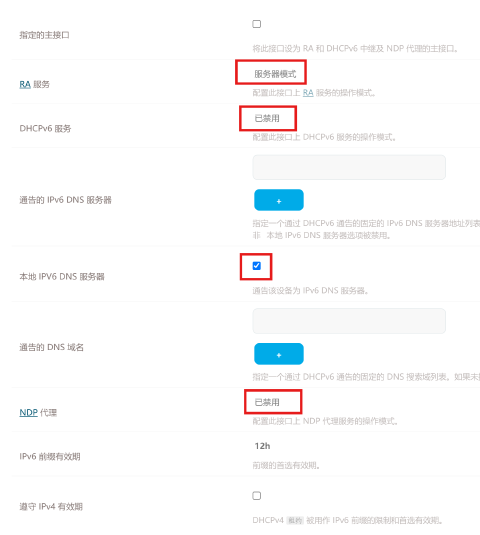 指定的主接口
将此接口设为 RA 和 DHCPv6 中继及 NDP 代理的主接口。
RA 服务
服务器模式
配置此接口上 RA 服务的操作模式。
DHCPv6 服务
已禁用
配置此接口上 DHCPv6 服务的操作模式。
通告的 IPv6 DNS 服务器
+
指定一个通过 DHCPv6 通告的固定的 IPv6 DNS 服务器地址列表
非 本地 IPv6 DNS 服务器选项被禁用。
本地 IPV6 DNS 服务器
通告该设备为 IPv6 DNS 服务器。
通告的 DNS 域名
+
指定一个通过 DHCPv6 通告的固定的 DNS 搜索域列表。如果未
NDP 代理
已禁用
配置此接口上 NDP 代理服务的操作模式。
IPv6 前缀有效期
12h
前缀的首选有效期。
遵守 IPv4 有效期
DHCPv4 租约 被用作 IPv6 前缀的限制和首选有效期。